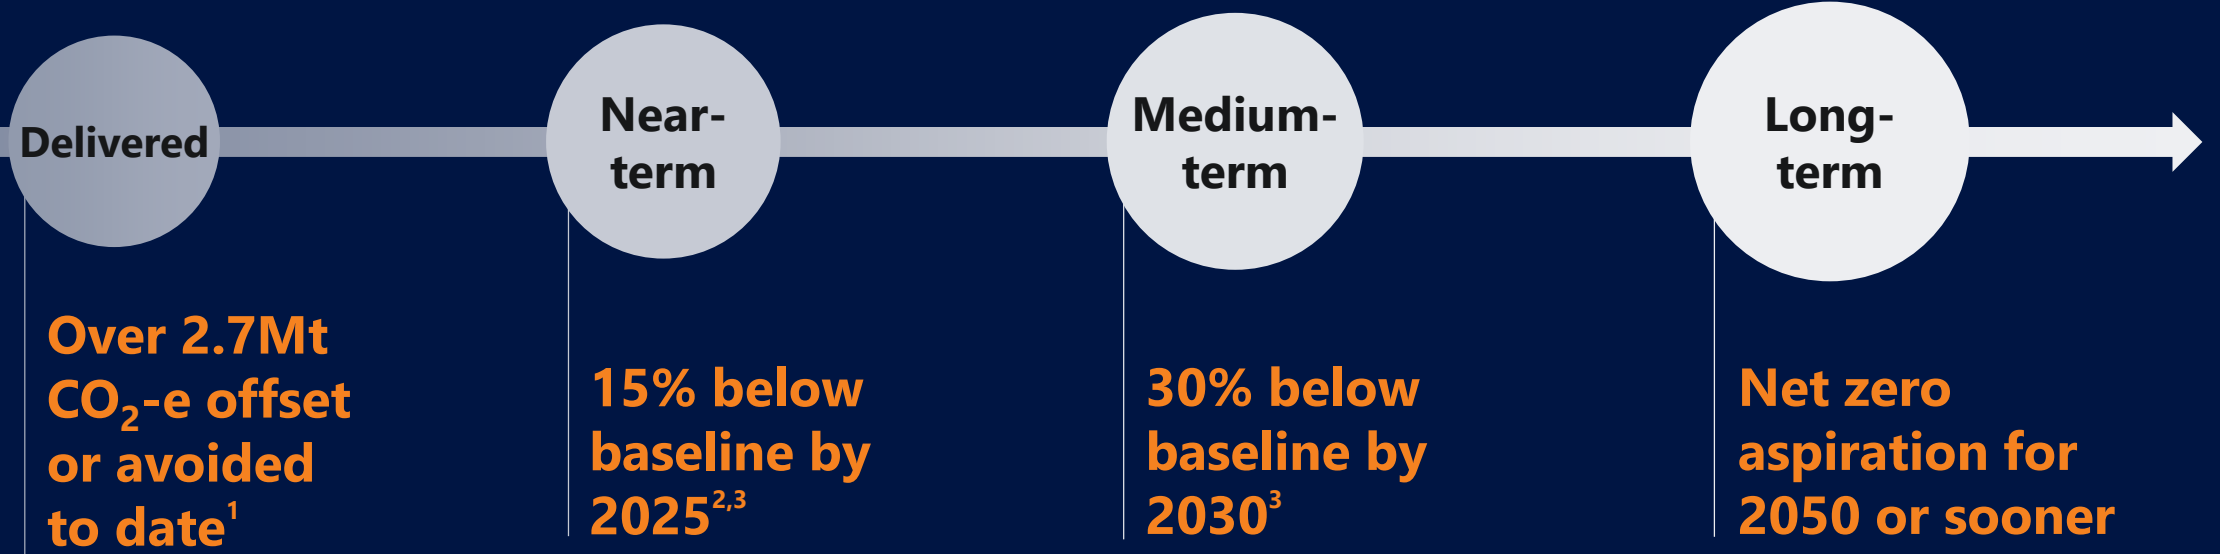 Delivered
Near-
term
Medium-
term
Long-
term
Over 2.7Mt
CO₂-e offset
or avoided
to date¹
15% below
baseline by
2025²,³
30% below
baseline by
2030³
Net zero
aspiration for
2050 or sooner